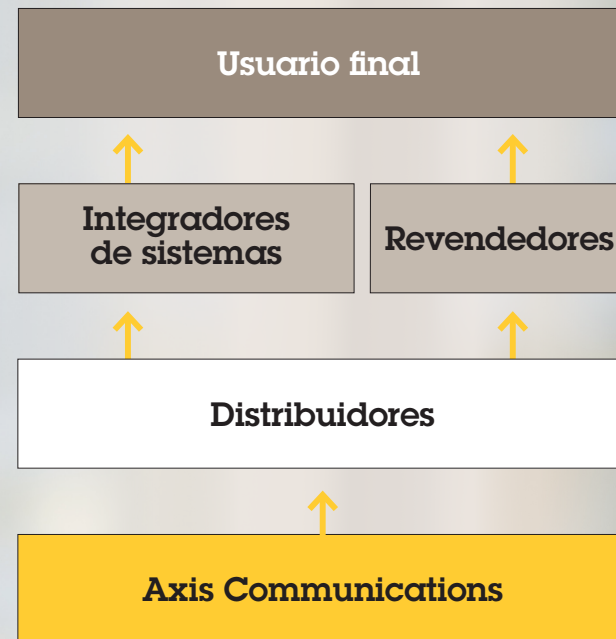 Usuario final
Integradores
de sistemas
Revendedores
Distribuidores
Axis Communications